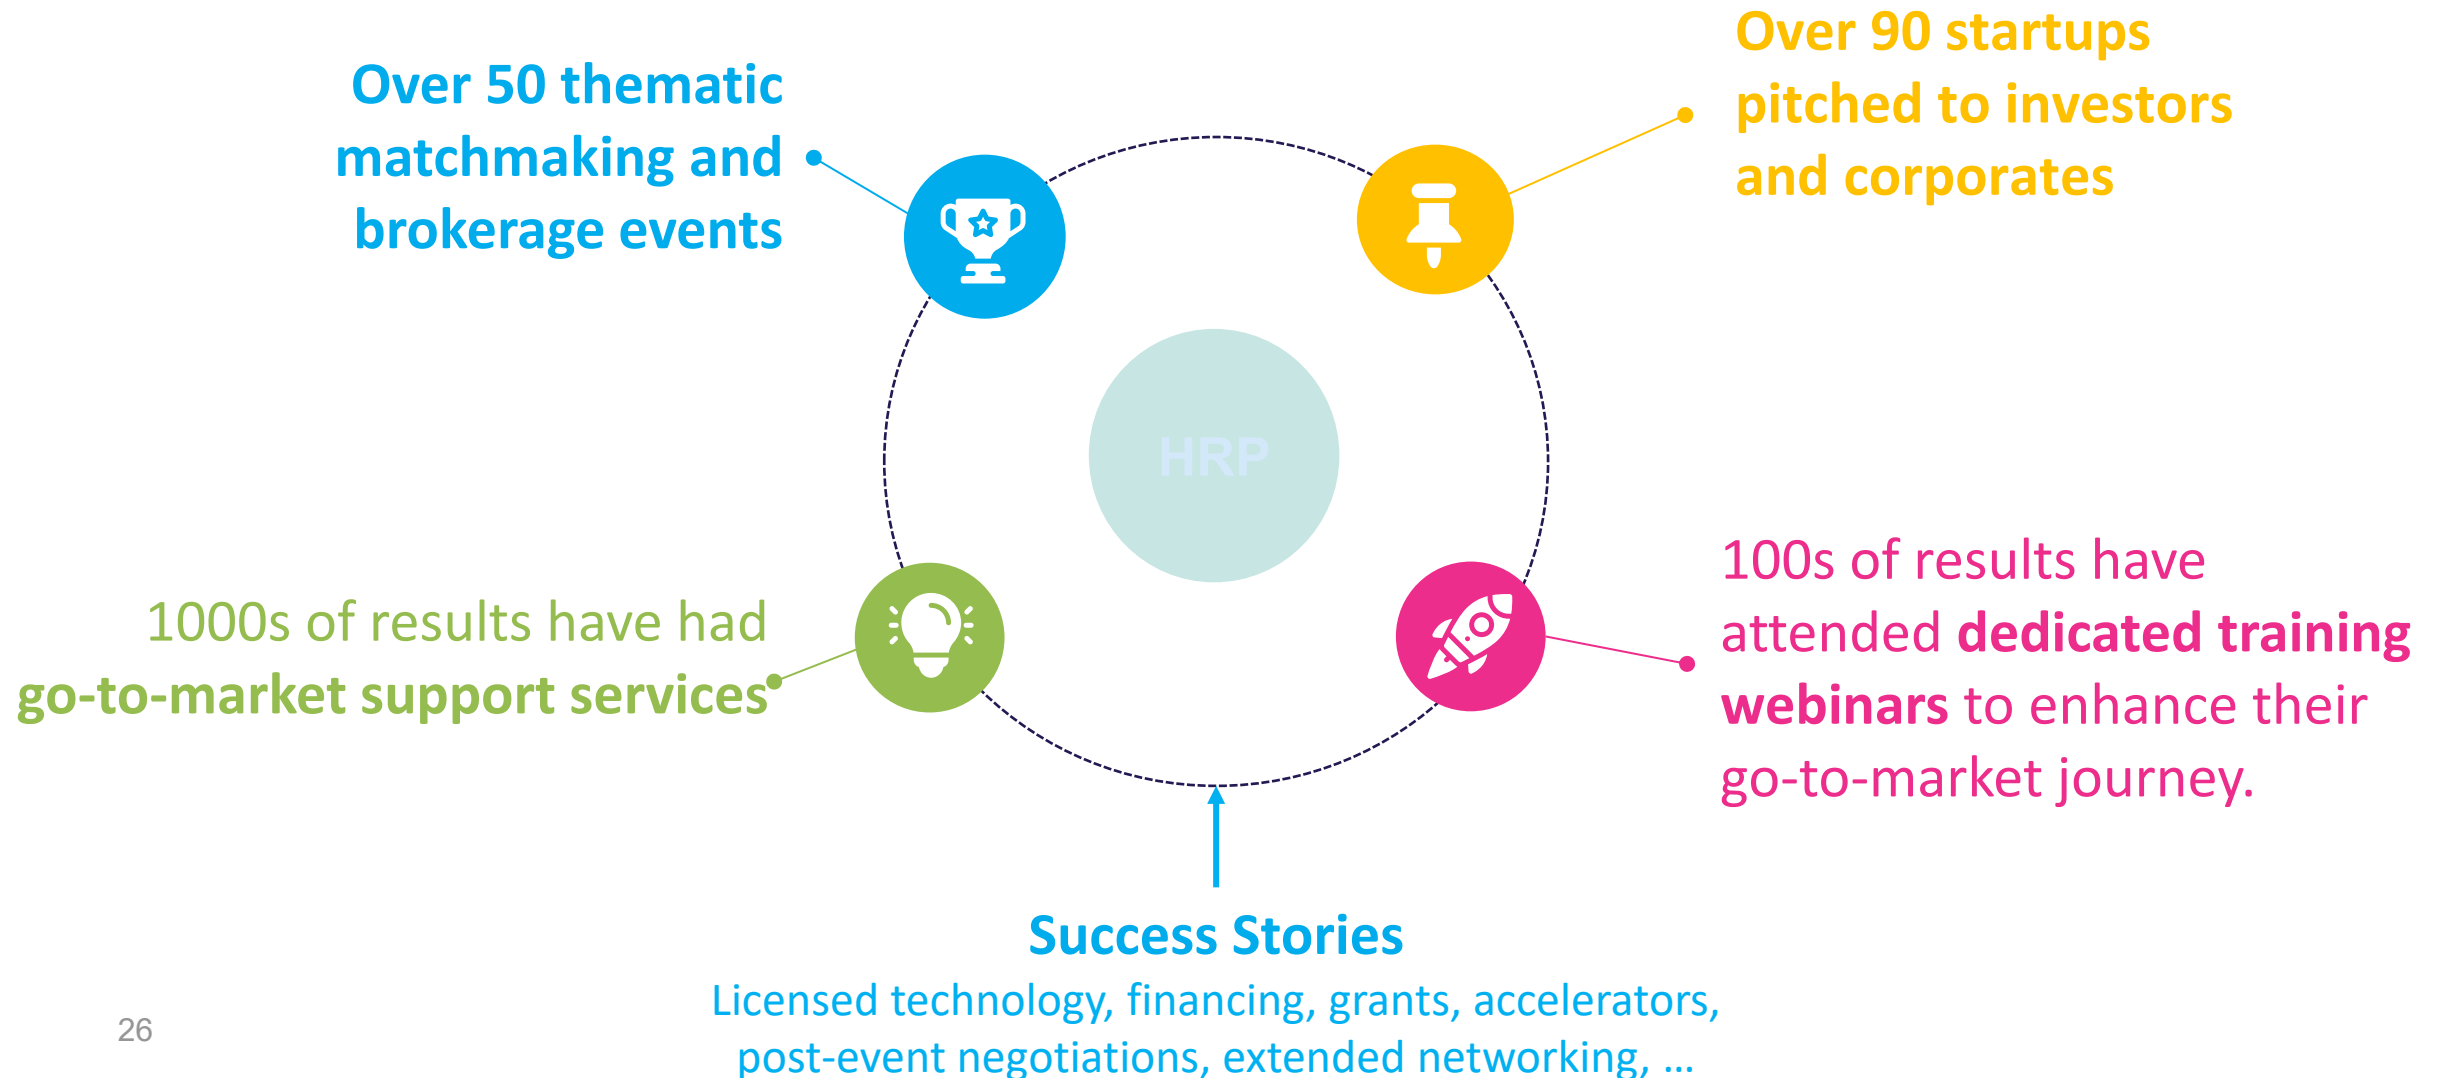 Over 50 thematic
matchmaking and
brokerage events
Over 90 startups
pitched to investors
and corporates
HRP
1000s of results have had
go-to-market support services
100s of results have
attended dedicated training
webinars to enhance their
go-to-market journey.
Success Stories
Licensed technology, financing, grants, accelerators,
post-event negotiations, extended networking, ...
26